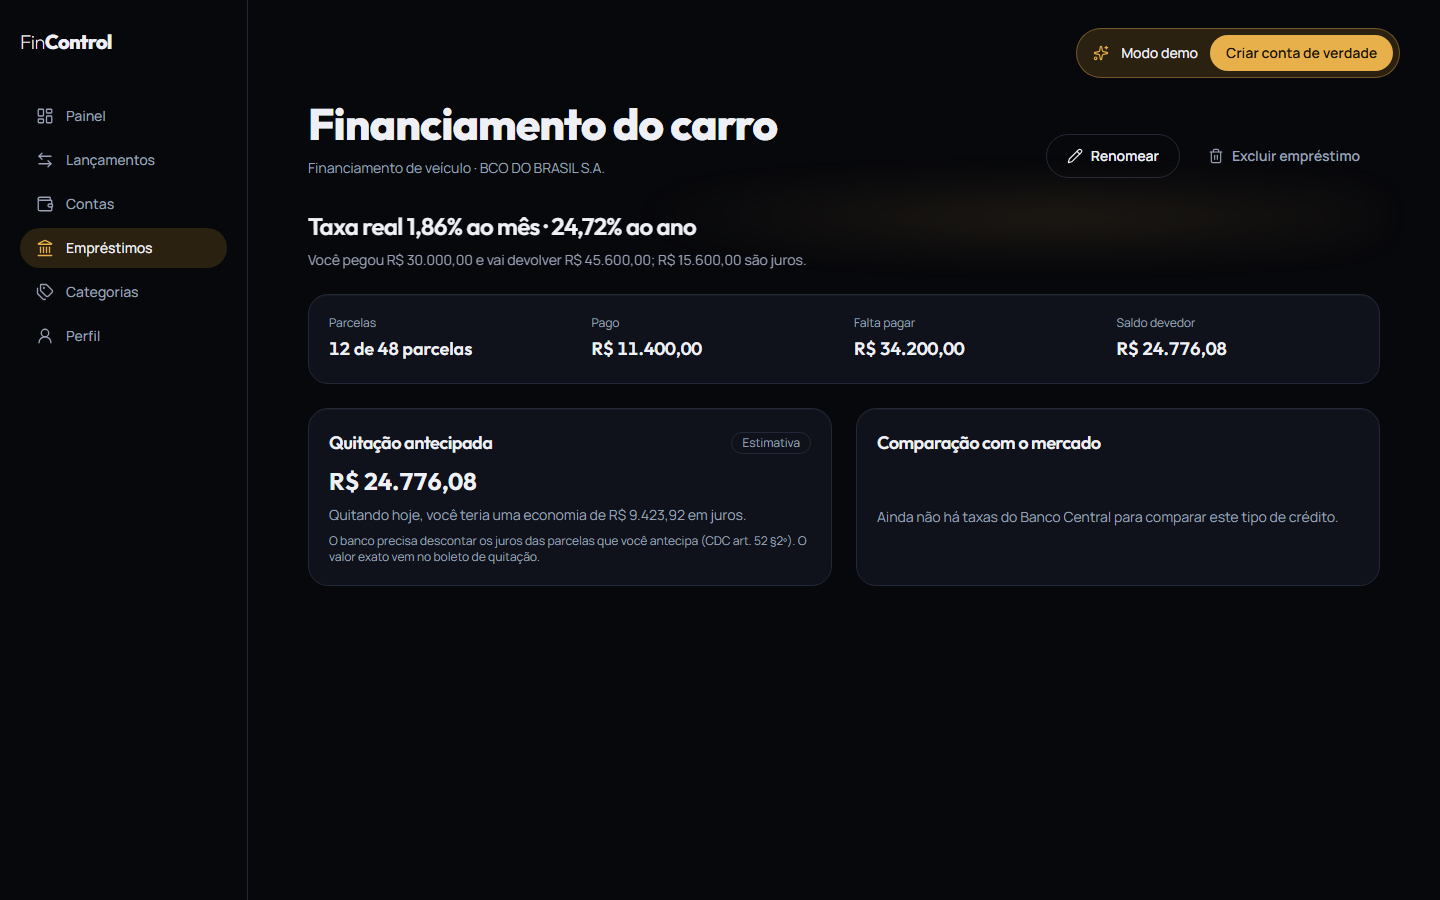 FinControl
Modo demo
Criar conta de verdade
Painel
Lançamentos
Contas
Empréstimos
Categorias
Perfil
Financiamento do carro
Financiamento de veículo · BCO DO BRASIL S.A.
Renomear
Excluir empréstimo
Taxa real 1,86% ao mês · 24,72% ao ano
Você pegou R$ 30.000,00 e vai devolver R$ 45.600,00; R$ 15.600,00 são juros.
Parcelas
12 de 48 parcelas
Pago
R$ 11.400,00
Falta pagar
R$ 34.200,00
Saldo devedor
R$ 24.776,08
Quitação antecipada
Estimativa
R$ 24.776,08
Quitando hoje, você teria uma economia de R$ 9.423,92 em juros.
O banco precisa descontar os juros das parcelas que você antecipa (CDC art. 52 §2º). O
valor exato vem no boleto de quitação.
Comparação com o mercado
Ainda não há taxas do Banco Central para comparar este tipo de crédito.